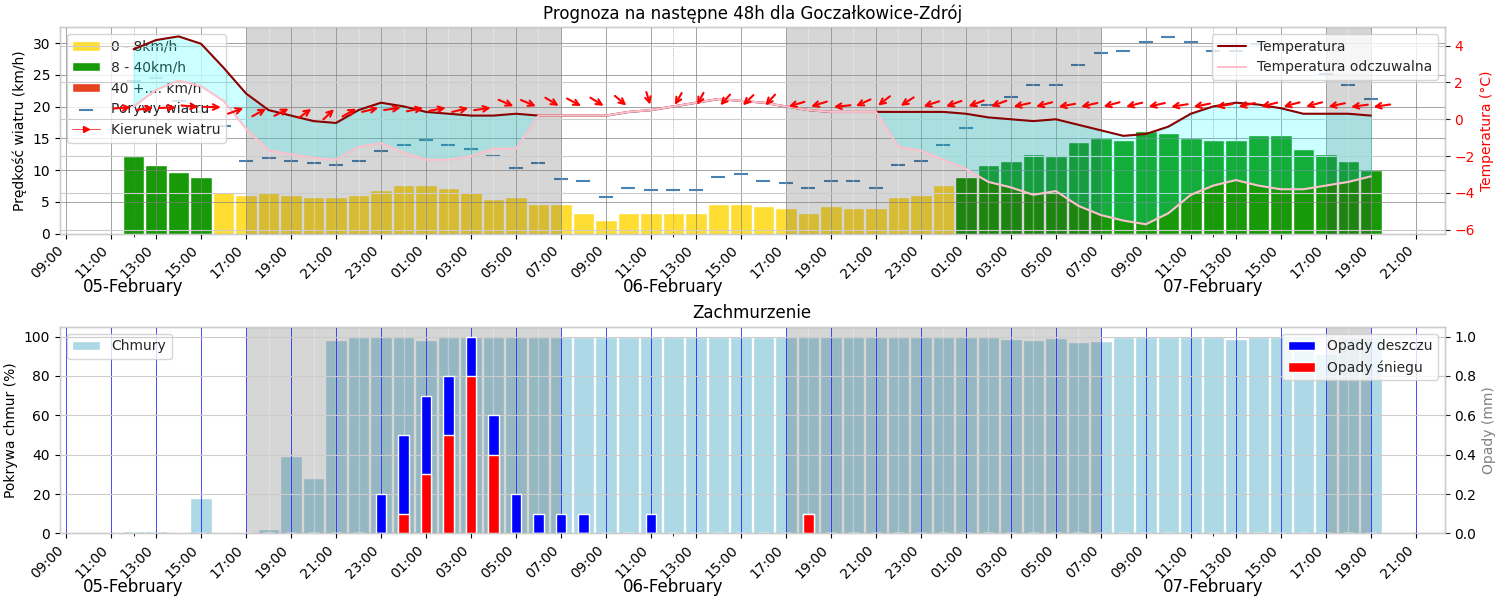 Prognoza na następne 48h dla Goczałkowice-Zdrój
Prędkość wiatru (km/h)
30
25
20
15
10
5
0
0 - 8km/h
8 - 40km/h
40 +.... km/h
Porywy wiatru
Kierunek wiatru
Temperatura
Temperatura odczuwalna
4
2
0
−2
−4
−6
Temperatura (°C)
09:00 11:00 13:00 15:00 17:00 19:00 21:00 23:00 01:00 03:00 05:00 07:00 09:00 11:00 13:00 15:00 17:00 19:00 21:00 23:00 01:00 03:00 05:00 07:00 09:00 11:00 13:00 15:00 17:00 19:00 21:00
05-February 06-February 07-February
Zachmurzenie
Pokrywa chmur (%)
100
80
60
40
20
0
Chmury
Opady deszczu
Opady śniegu
1.0
0.8
0.6
0.4
0.2
0.0
Opady (mm)
09:00 11:00 13:00 15:00 17:00 19:00 21:00 23:00 01:00 03:00 05:00 07:00 09:00 11:00 13:00 15:00 17:00 19:00 21:00 23:00 01:00 03:00 05:00 07:00 09:00 11:00 13:00 15:00 17:00 19:00 21:00
05-February 06-February 07-February